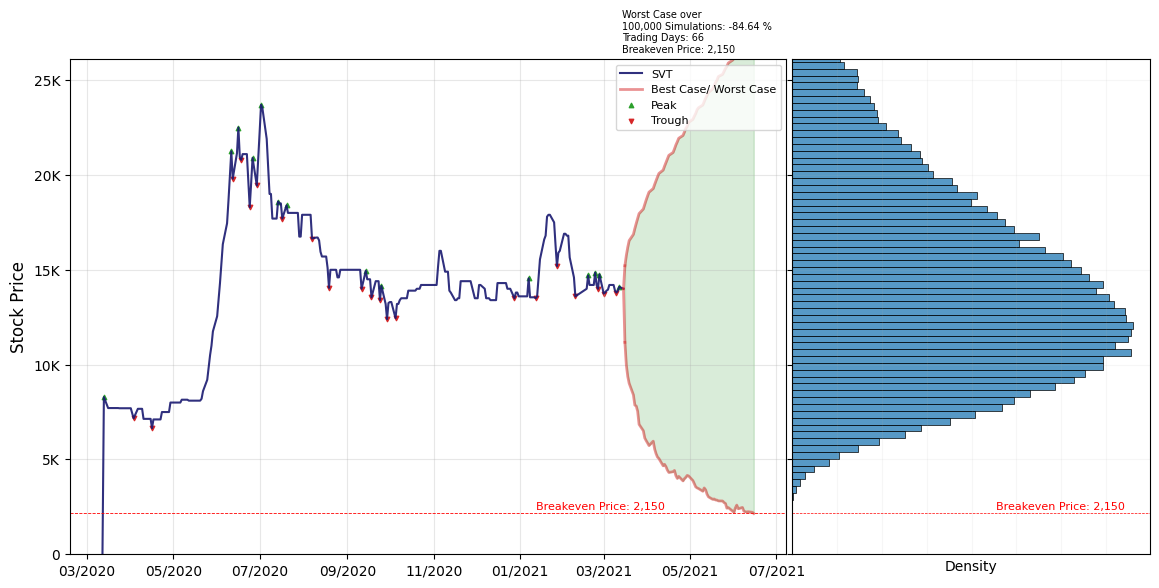 Worst Case over
100,000 Simulations: -84.64 %
Trading Days: 66
Breakeven Price: 2,150
SVT
Best Case/ Worst Case
Peak
Trough
25K
20K
15K
10K
5K
0
Stock Price
Breakeven Price: 2,150
Breakeven Price: 2,150
03/2020 05/2020 07/2020 09/2020 11/2020 01/2021 03/2021 05/2021 07/2021
Density